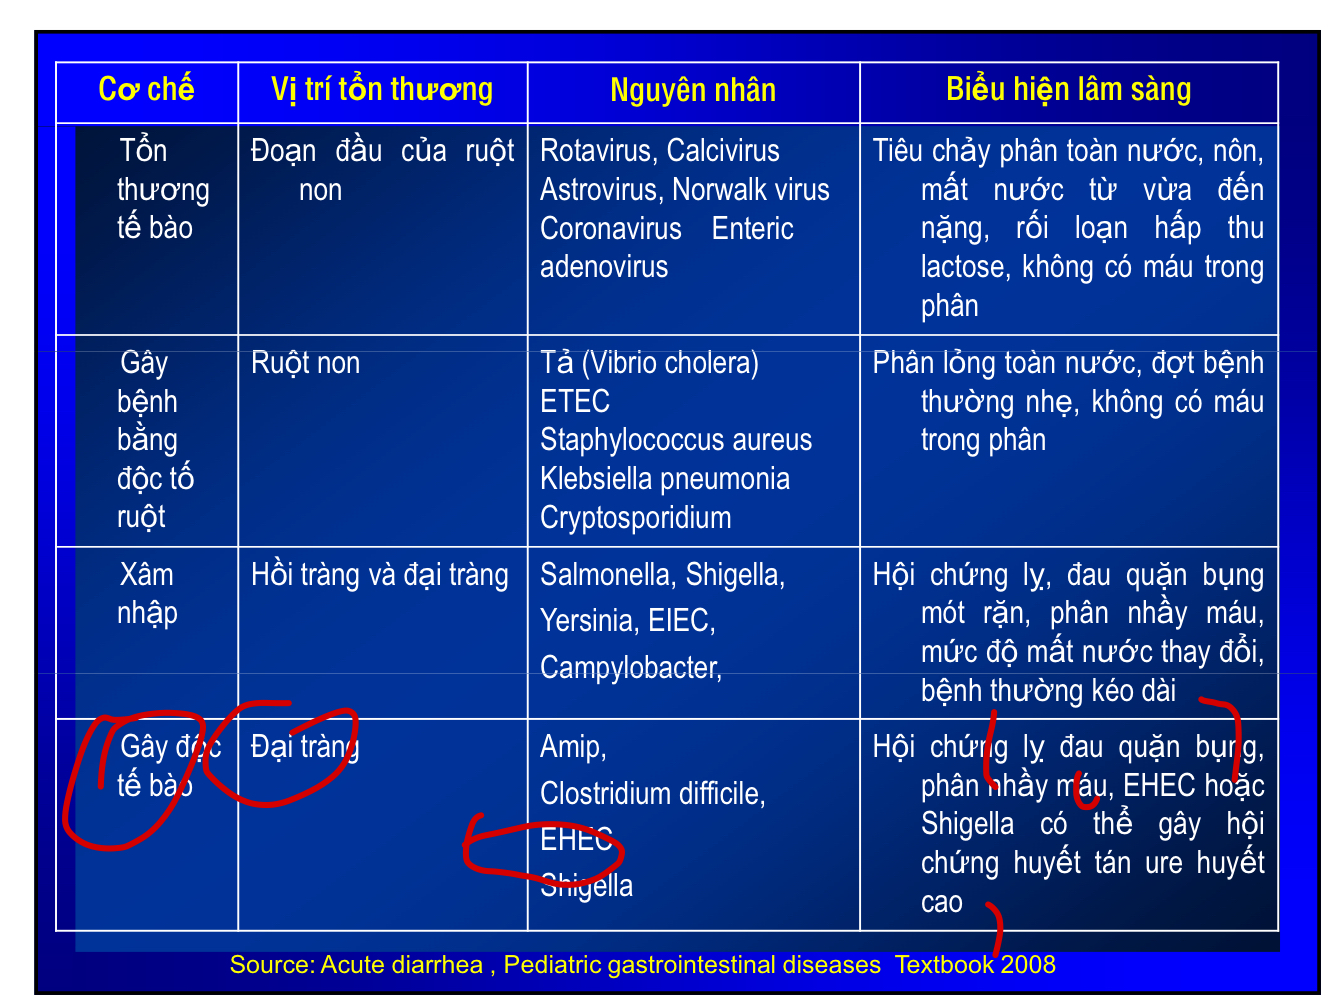 Cơ chế
Vị trí tổn thương
Nguyên nhân
Biểu hiện lâm sàng
Tổn
thương
tế bào
Đoạn đầu của ruột
non
Rotavirus, Calcivirus
Astrovirus, Norwalk virus
Coronavirus Enteric
adenovirus
Tiêu chảy phân toàn nước, nôn,
mất nước từ vừa đến
nặng, rối loạn hấp thu
lactose, không có máu trong
phân
Gây
bệnh
bằng
độc tố
ruột
Ruột non
Tả (Vibrio cholera)
ETEC
Staphylococcus aureus
Klebsiella pneumonia
Cryptosporidium
Phân lỏng toàn nước, đợt bệnh
thường nhẹ, không có máu
trong phân
Xâm
nhập
Hồi tràng và đại tràng
Salmonella, Shigella,
Yersinia, EIEC,
Campylobacter,
Hội chứng lỵ, đau quặn bụng
mót rặn, phân nhầy máu,
mức độ mất nước thay đổi,
bệnh thường kéo dài
Gây độc
tế bào
Đại tràng
Amip,
Clostridium difficile,
EHEC
Shigella
Hội chứng lỵ đau quặn bụng,
phân nhầy máu, EHEC hoặc
Shigella có thể gây hội
chứng huyết tán ure huyết
cao
Source: Acute diarrhea , Pediatric gastrointestinal diseases Textbook 2008